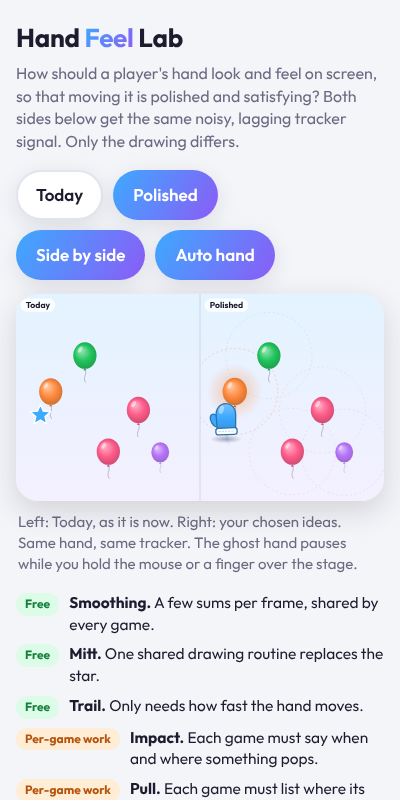 Hand Feel Lab
How should a player's hand look and feel on screen,
so that moving it is polished and satisfying? Both
sides below get the same noisy, lagging tracker
signal. Only the drawing differs.
Today
Polished
Side by side
Auto hand
Today
Polished
Left: Today, as it is now. Right: your chosen ideas.
Same hand, same tracker. The ghost hand pauses
while you hold the mouse or a finger over the stage.
Free Smoothing. A few sums per frame, shared by
every game.
Free Mitt. One shared drawing routine replaces the
star.
Free Trail. Only needs how fast the hand moves.
Per-game work Impact. Each game must say when
and where something pops.
Per-game work Pull. Each game must list where its